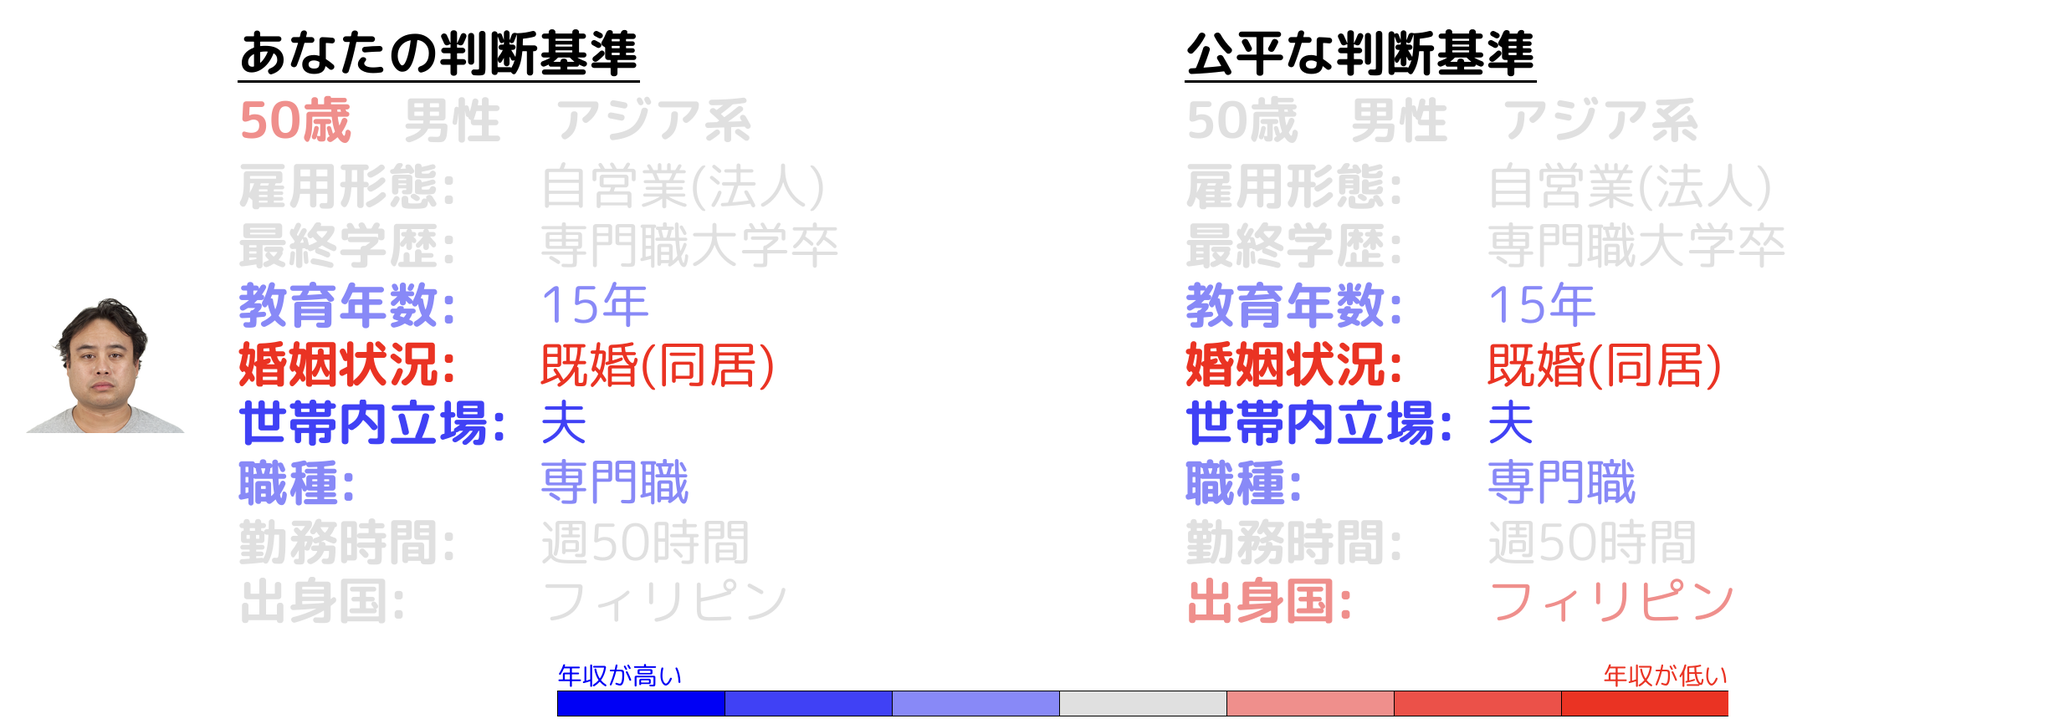 あなたの判断基準
50歳 男性 アジア系
雇用形態: 自営業(法人)
最終学歴: 専門職大学卒
教育年数: 15年
婚姻状況: 既婚(同居)
世帯内立場: 夫
職種: 専門職
勤務時間: 週50時間
出身国: フィリピン
公平な判断基準
50歳 男性 アジア系
雇用形態: 自営業(法人)
最終学歴: 専門職大学卒
教育年数: 15年
婚姻状況: 既婚(同居)
世帯内立場: 夫
職種: 専門職
勤務時間: 週50時間
出身国: フィリピン
年収が高い 年収が低い